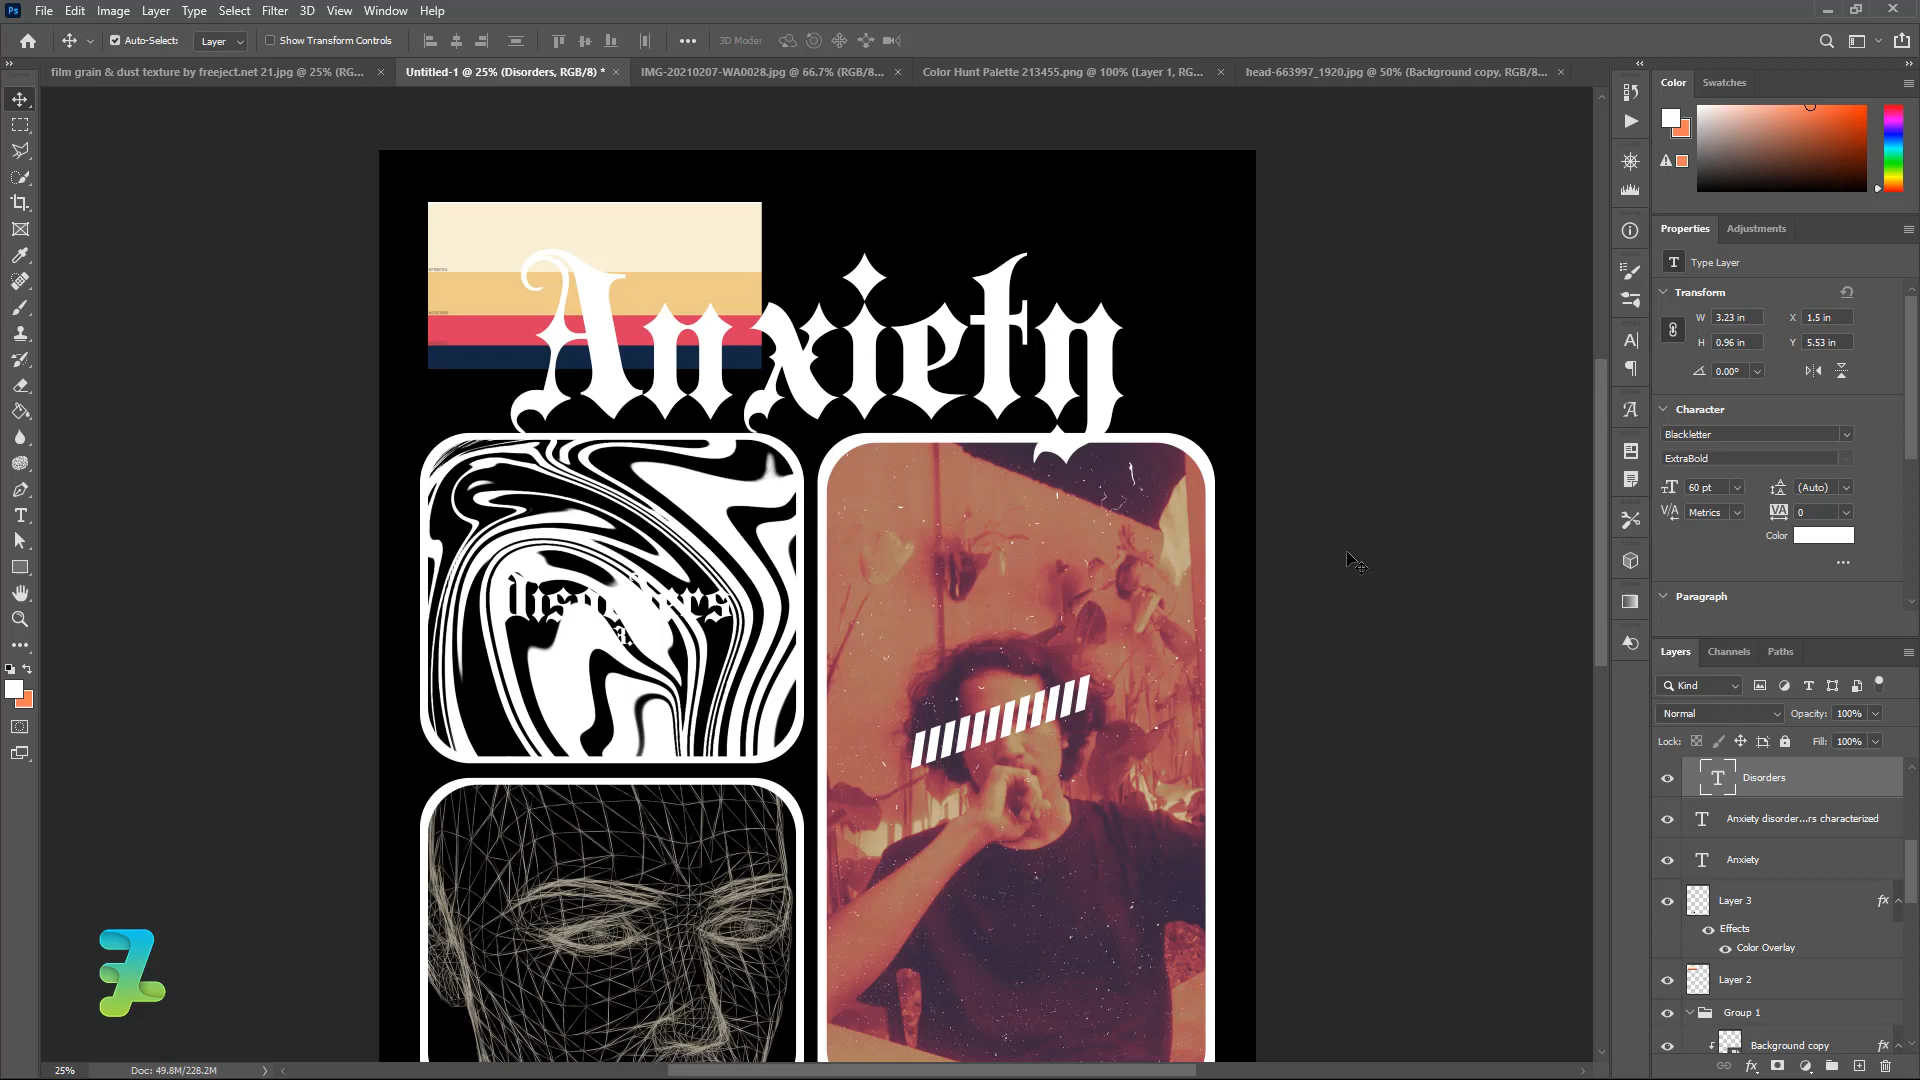 Ps File Edit Image Layer Type Select Filter 3D View Window Help
Auto-Select: Layer Show Transform Controls 3D Mode:
film grain & dust texture by freeject.net 21.jpg @ 25% (RG...
Untitled-1 @ 25% (Disorders, RGB/8) *
IMG-20210207-WA0028.jpg @ 66.7% (RGB/8...
Color Hunt Palette 213455.png @ 100% (Layer 1, RG...
head-663997_1920.jpg @ 50% (Background copy, RGB/8...
Color Swatches
Properties Adjustments
Type Layer
Transform
W 3.23 in X 1.5 in
H 0.96 in Y 5.53 in
0.00°
Character
Blackletter
ExtraBold
60 pt (Auto)
Metrics 0
Color
Paragraph
Layers Channels Paths
Kind
Normal Opacity: 100%
Lock: Fill: 100%
Disorders
Anxiety disorder...rs characterized
Anxiety
Layer 3 fx
Effects
Color Overlay
Layer 2
Group 1
Background copy fx
Anxiety
25% Doc: 49.8M/228.2M